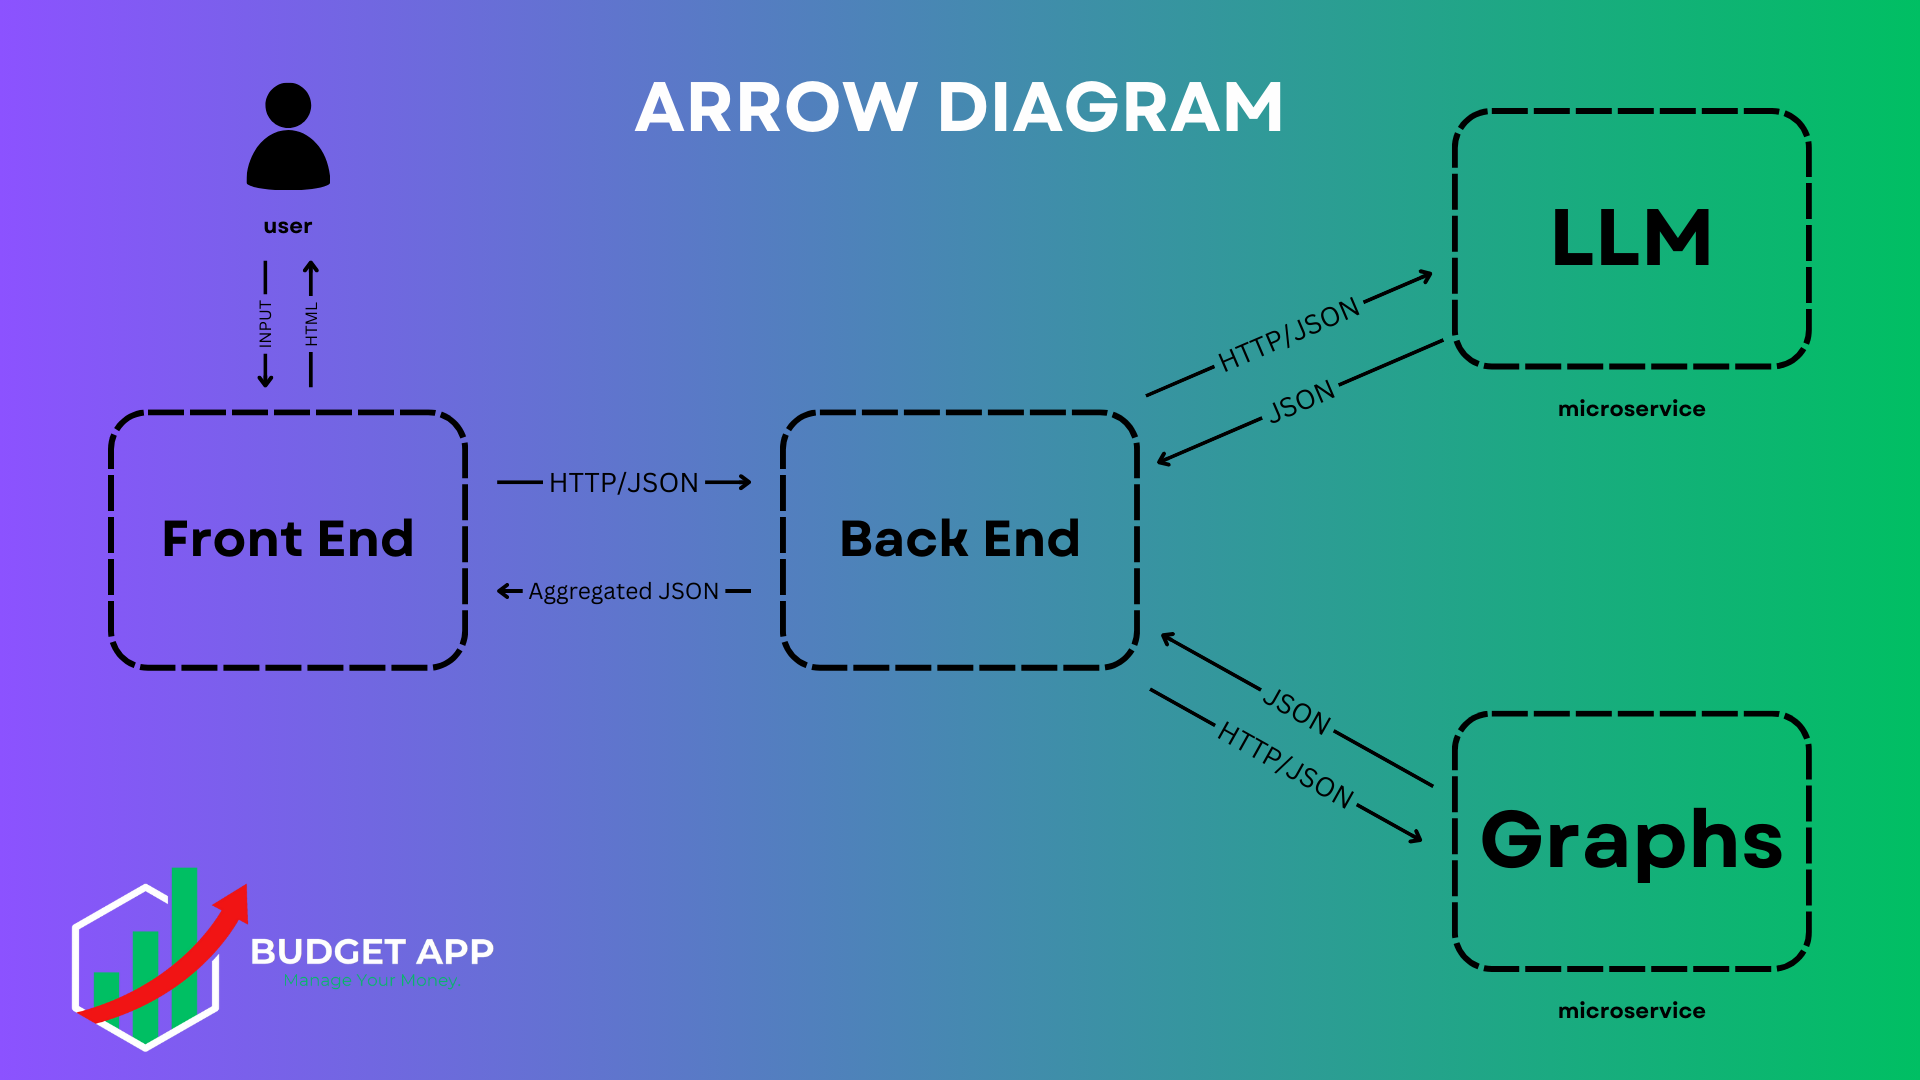 ARROW DIAGRAM
user
INPUT
HTML
Front End
HTTP/JSON
Aggregated JSON
Back End
HTTP/JSON
JSON
LLM
microservice
JSON
HTTP/JSON
Graphs
microservice
BUDGET APP
Manage Your Money.